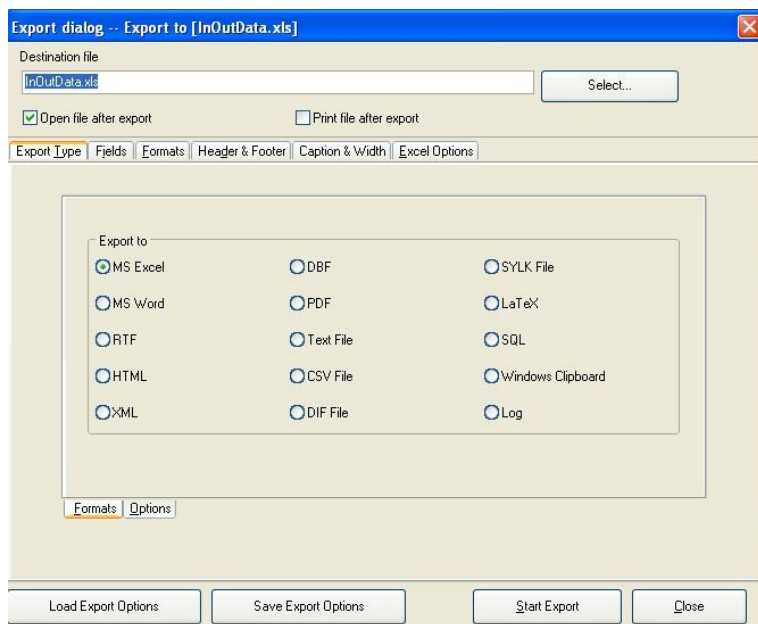 Export dialog -- Export to [InOutData.xls]
Destination file
InOutData.xls
Select...
Open file after export Print file after export
Export Type Fields Formats Header & Footer Caption & Width Excel Options
Export to
MS Excel DBF SYLK File
MS Word PDF LaTeX
RTF Text File SQL
HTML CSV File Windows Clipboard
XML DIF File Log
Formats Options
Load Export Options Save Export Options Start Export Close